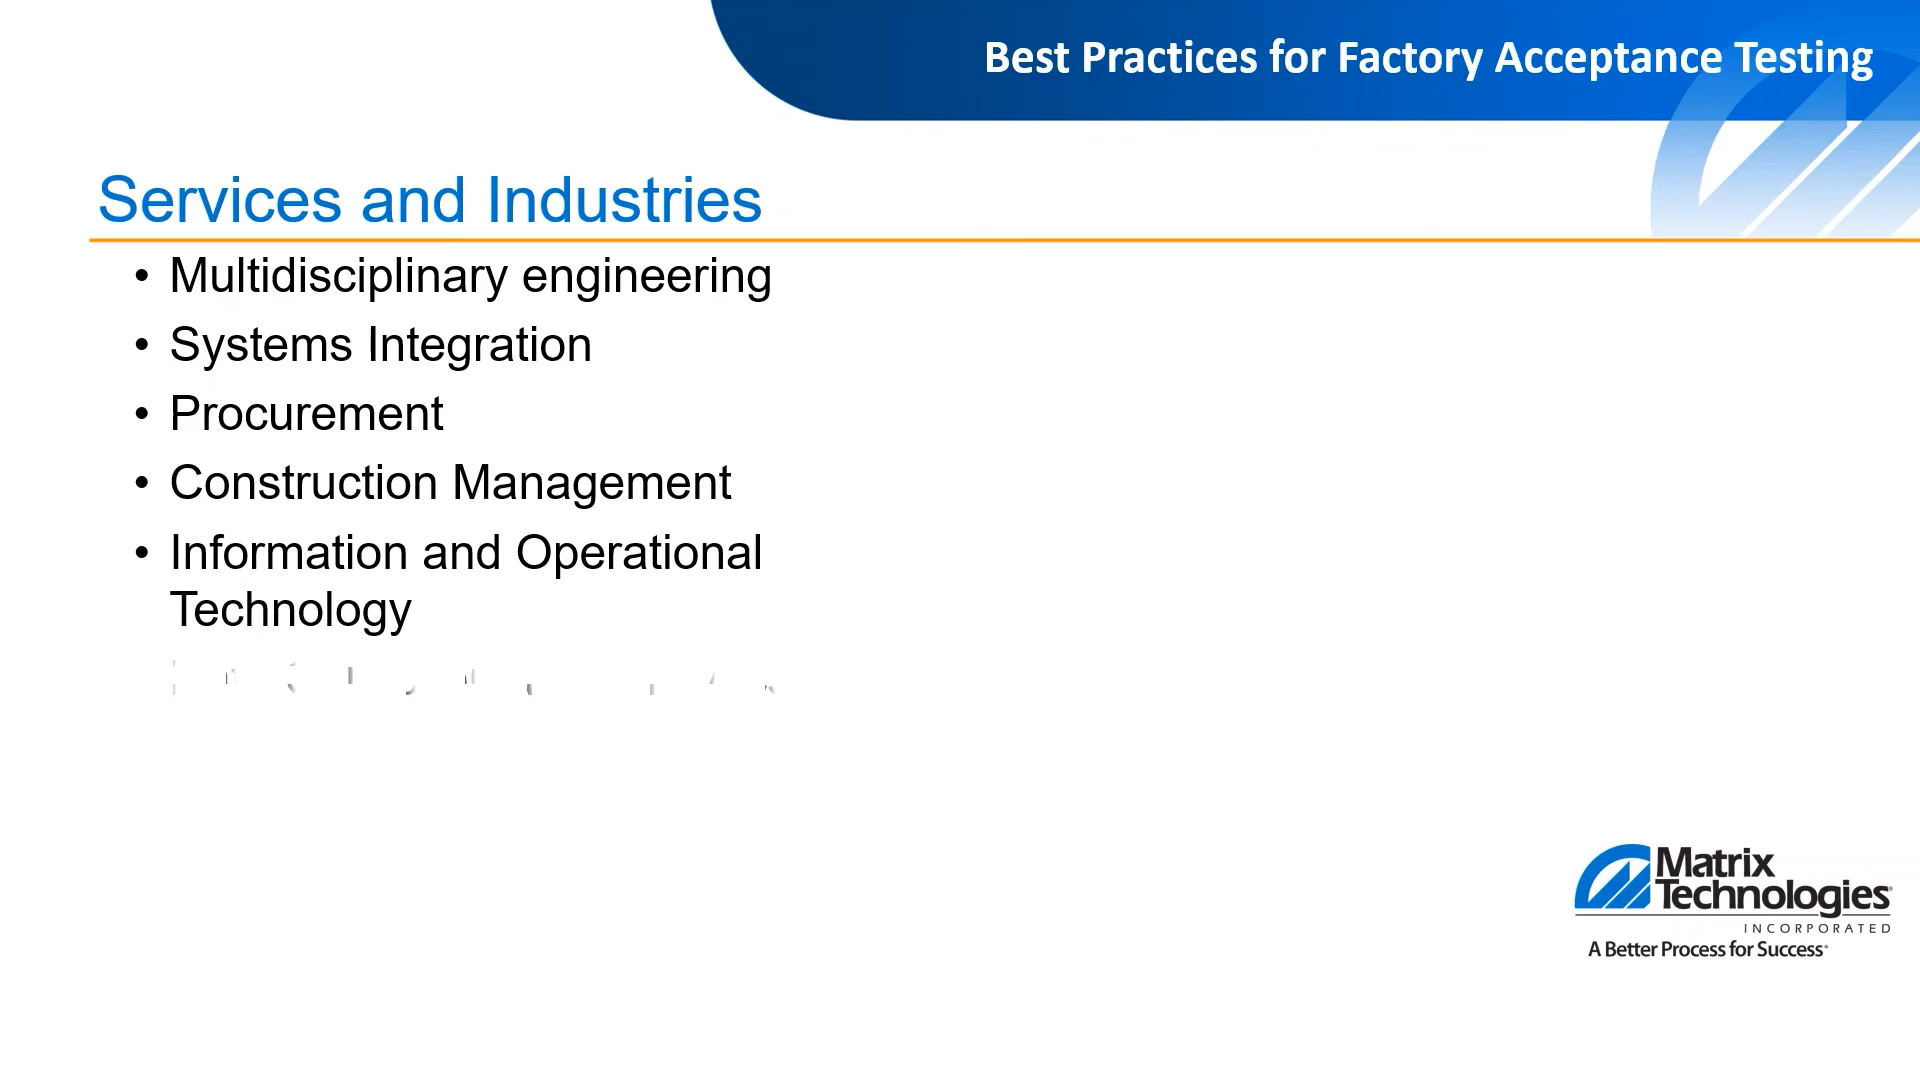 Best Practices for Factory Acceptance Testing
Services and Industries
• Multidisciplinary engineering
• Systems Integration
• Procurement
• Construction Management
• Information and Operational
Technology
Matrix
Technologies
INCORPORATED
A Better Process for Success